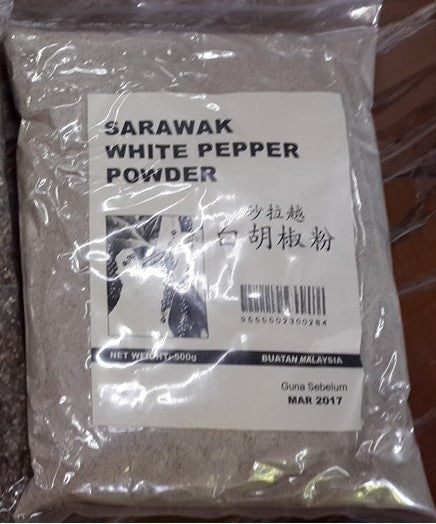 SARAWAK
WHITE PEPPER
POWDER
沙拉越
白胡椒粉
9555502300284
NET WEIGHT: 500g
BUATAN MALAYSIA
Guna Sebelum
MAR 2017